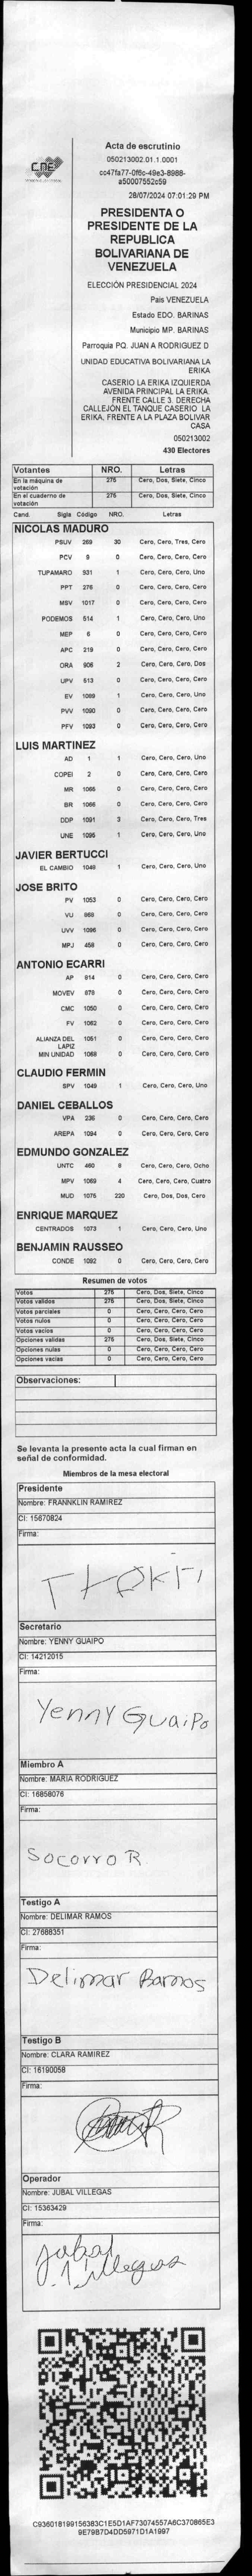 CNE
Acta de escrutinio
050213002.01.1.0001
cc47fa77-0f6c-49e3-8988-
a50007552c59
28/07/2024 07:01:29 PM
PRESIDENTA O
PRESIDENTE DE LA
REPUBLICA
BOLIVARIANA DE
VENEZUELA
ELECCIÓN PRESIDENCIAL 2024
País VENEZUELA
Estado EDO. BARINAS
Municipio MP. BARINAS
Parroquia PQ. JUAN A RODRIGUEZ D
UNIDAD EDUCATIVA BOLIVARIANA LA
ERIKA
CASERIO LA ERIKA IZQUIERDA
AVENIDA PRINCIPAL LA ERIKA.
FRENTE CALLE 3. DERECHA
CALLEJÓN EL TANQUE CASERIO LA
ERIKA, FRENTE A LA PLAZA BOLIVAR
CASA
050213002
430 Electores
Votantes NRO. Letras
En la máquina de votación 275 Cero, Dos, Siete, Cinco
En el cuaderno de votación 275 Cero, Dos, Siete, Cinco
Cand. Sigla Código NRO. Letras
NICOLAS MADURO
PSUV 269 30 Cero, Cero, Tres, Cero
PCV 9 0 Cero, Cero, Cero, Cero
TUPAMARO 931 1 Cero, Cero, Cero, Uno
PPT 276 0 Cero, Cero, Cero, Cero
MSV 1017 0 Cero, Cero, Cero, Cero
PODEMOS 514 1 Cero, Cero, Cero, Uno
MEP 6 0 Cero, Cero, Cero, Cero
APC 219 0 Cero, Cero, Cero, Cero
ORA 906 2 Cero, Cero, Cero, Dos
UPV 513 0 Cero, Cero, Cero, Cero
EV 1099 1 Cero, Cero, Cero, Uno
PVV 1090 0 Cero, Cero, Cero, Cero
PFV 1093 0 Cero, Cero, Cero, Cero
LUIS MARTINEZ
AD 1 1 Cero, Cero, Cero, Uno
COPEI 2 0 Cero, Cero, Cero, Cero
MR 1065 0 Cero, Cero, Cero, Cero
BR 1066 0 Cero, Cero, Cero, Cero
DDP 1091 3 Cero, Cero, Cero, Tres
UNE 1095 1 Cero, Cero, Cero, Uno
JAVIER BERTUCCI
EL CAMBIO 1046 1 Cero, Cero, Cero, Uno
JOSE BRITO
PV 1053 0 Cero, Cero, Cero, Cero
VU 868 0 Cero, Cero, Cero, Cero
UVV 1096 0 Cero, Cero, Cero, Cero
MPJ 458 0 Cero, Cero, Cero, Cero
ANTONIO ECARRI
AP 814 0 Cero, Cero, Cero, Cero
MOVEV 878 0 Cero, Cero, Cero, Cero
CMC 1050 0 Cero, Cero, Cero, Cero
FV 1062 0 Cero, Cero, Cero, Cero
ALIANZA DEL LAPIZ 1051 0 Cero, Cero, Cero, Cero
MIN UNIDAD 1068 0 Cero, Cero, Cero, Cero
CLAUDIO FERMIN
SPV 1049 1 Cero, Cero, Cero, Uno
DANIEL CEBALLOS
VPA 236 0 Cero, Cero, Cero, Cero
AREPA 1094 0 Cero, Cero, Cero, Cero
EDMUNDO GONZALEZ
UNTC 460 8 Cero, Cero, Cero, Ocho
MPV 1069 4 Cero, Cero, Cero, Cuatro
MUD 1075 220 Cero, Dos, Dos, Cero
ENRIQUE MARQUEZ
CENTRADOS 1073 1 Cero, Cero, Cero, Uno
BENJAMIN RAUSSEO
CONDE 1092 0 Cero, Cero, Cero, Cero
Resumen de votos
Votos 275 Cero, Dos, Siete, Cinco
Votos validos 275 Cero, Dos, Siete, Cinco
Votos parciales 0 Cero, Cero, Cero, Cero
Votos nulos 0 Cero, Cero, Cero, Cero
Votos vacios 0 Cero, Cero, Cero, Cero
Opciones validas 275 Cero, Dos, Siete, Cinco
Opciones nulas 0 Cero, Cero, Cero, Cero
Opciones vacias 0 Cero, Cero, Cero, Cero
Observaciones:
Se levanta la presente acta la cual firman en
señal de conformidad.
Miembros de la mesa electoral
Presidente
Nombre: FRANNKLIN RAMIREZ
CI: 15670824
Firma:
Secretario
Nombre: YENNY GUAIPO
CI: 14212015
Firma:
Yenny Guaipo
Miembro A
Nombre: MARIA RODRIGUEZ
CI: 16858076
Firma:
Socorro R
Testigo A
Nombre: DELIMAR RAMOS
CI: 27668351
Firma:
Delimar Ramos
Testigo B
Nombre: CLARA RAMIREZ
CI: 16190058
Firma:
Operador
Nombre: JUBAL VILLEGAS
CI: 15363429
Firma:
Jubal
Villegas
C936018199156383C1E5D1AF73074557A6C370865E3
9E79B7D4DD5971D1A1997